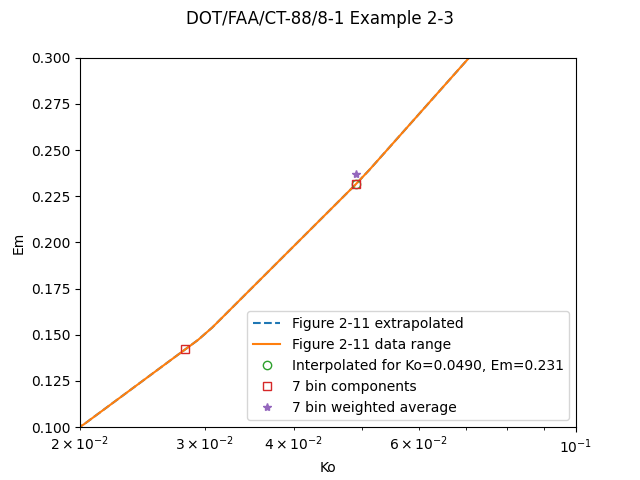 DOT/FAA/CT-88/8-1 Example 2-3
0.300
0.275
0.250
0.225
0.200
0.175
0.150
0.125
0.100
Em
Figure 2-11 extrapolated
Figure 2-11 data range
Interpolated for Ko=0.0490, Em=0.231
7 bin components
7 bin weighted average
2 × 10⁻² 3 × 10⁻² 4 × 10⁻² 6 × 10⁻² 10⁻¹
Ko